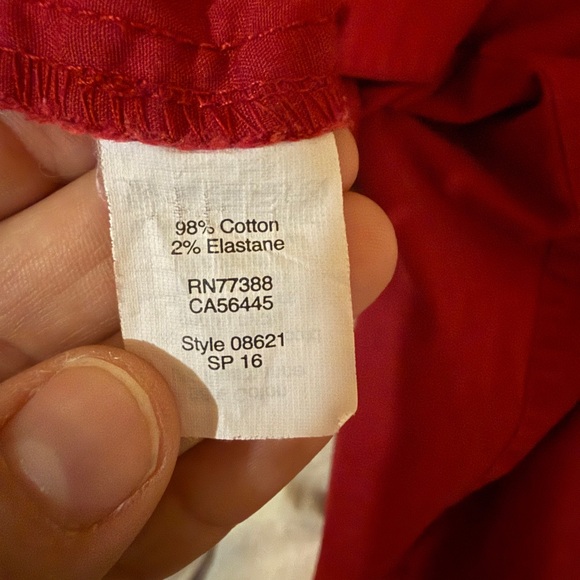 98% Cotton
2% Elastane
RN77388
CA56445
Style 08621
SP 16